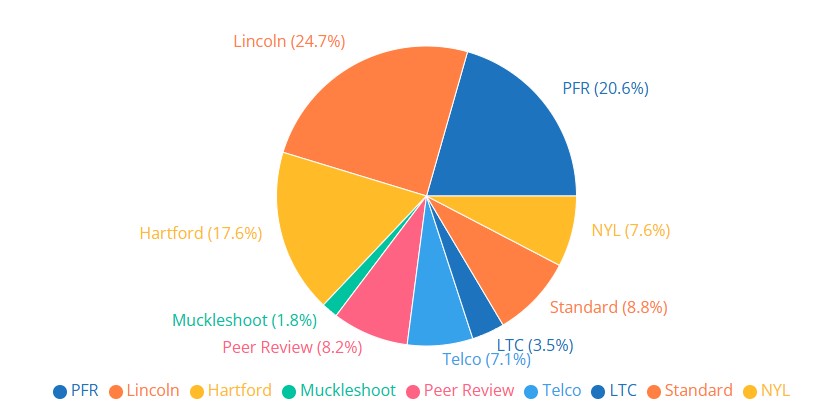 Lincoln (24.7%)
PFR (20.6%)
Hartford (17.6%)
NYL (7.6%)
Standard (8.8%)
Muckleshoot (1.8%)
Peer Review (8.2%)
LTC (3.5%)
Telco (7.1%)
PFR Lincoln Hartford Muckleshoot Peer Review Telco LTC Standard NYL